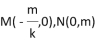 M( - m/k ,0),N(0,m)